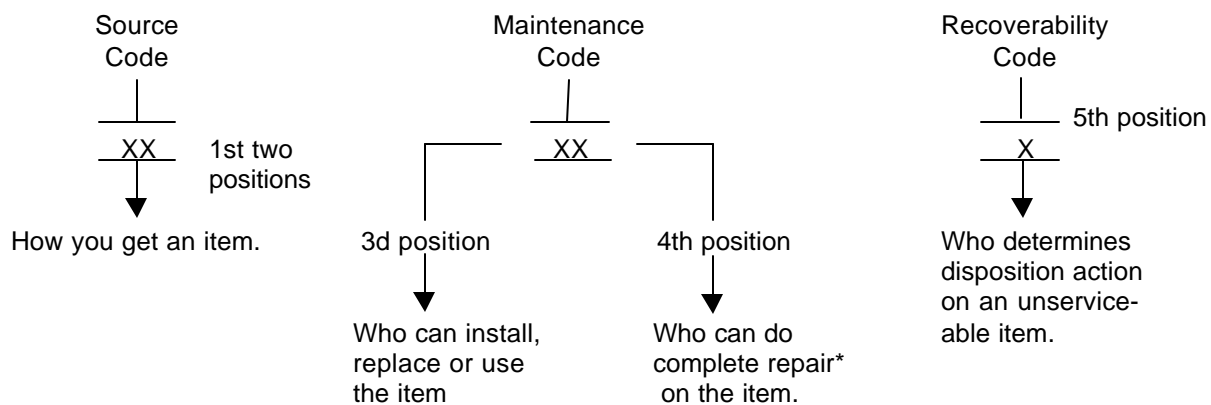 Source
Code
XX
1st two
positions
How you get an item.
Maintenance
Code
XX
3d position
Who can install,
replace or use
the item
4th position
Who can do
complete repair*
on the item.
Recoverability
Code
5th position
X
Who determines
disposition action
on an unservice-
able item.